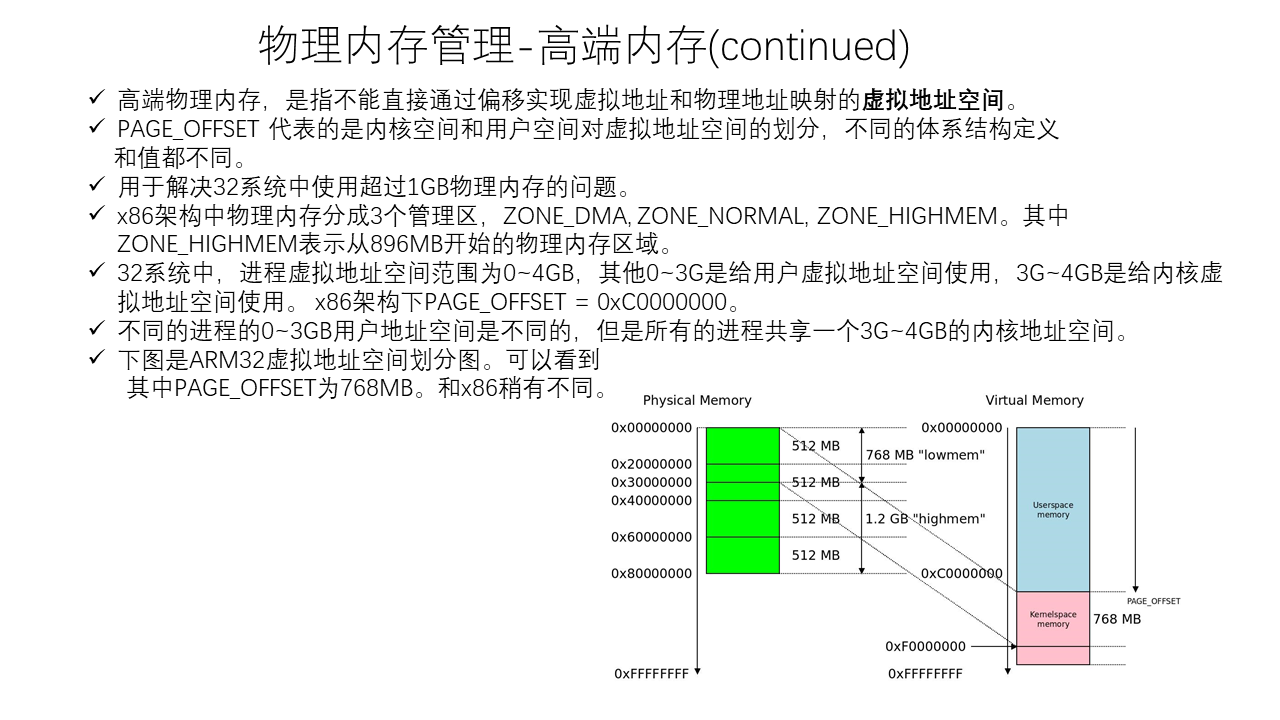 物理内存管理-高端内存(continued)
✓ 高端物理内存，是指不能直接通过偏移实现虚拟地址和物理地址映射的虚拟地址空间。
✓ PAGE_OFFSET 代表的是内核空间和用户空间对虚拟地址空间的划分，不同的体系结构定义
和值都不同。
✓ 用于解决32系统中使用超过1GB物理内存的问题。
✓ x86架构中物理内存分成3个管理区，ZONE_DMA, ZONE_NORMAL, ZONE_HIGHMEM。其中
ZONE_HIGHMEM表示从896MB开始的物理内存区域。
✓ 32系统中，进程虚拟地址空间范围为0~4GB，其他0~3G是给用户虚拟地址空间使用，3G~4GB是给内核虚
拟地址空间使用。 x86架构下PAGE_OFFSET = 0xC0000000。
✓ 不同的进程的0~3GB用户地址空间是不同的，但是所有的进程共享一个3G~4GB的内核地址空间。
✓ 下图是ARM32虚拟地址空间划分图。可以看到
其中PAGE_OFFSET为768MB。和x86稍有不同。
Physical Memory
0x00000000
0x20000000
0x30000000
0x40000000
0x60000000
0x80000000
0xFFFFFFFF
512 MB
512 MB
512 MB
512 MB
768 MB "lowmem"
1.2 GB "highmem"
Virtual Memory
0x00000000
0xC0000000
0xF0000000
0xFFFFFFFF
Userspace
memory
Kernelspace
memory
PAGE_OFFSET
768 MB